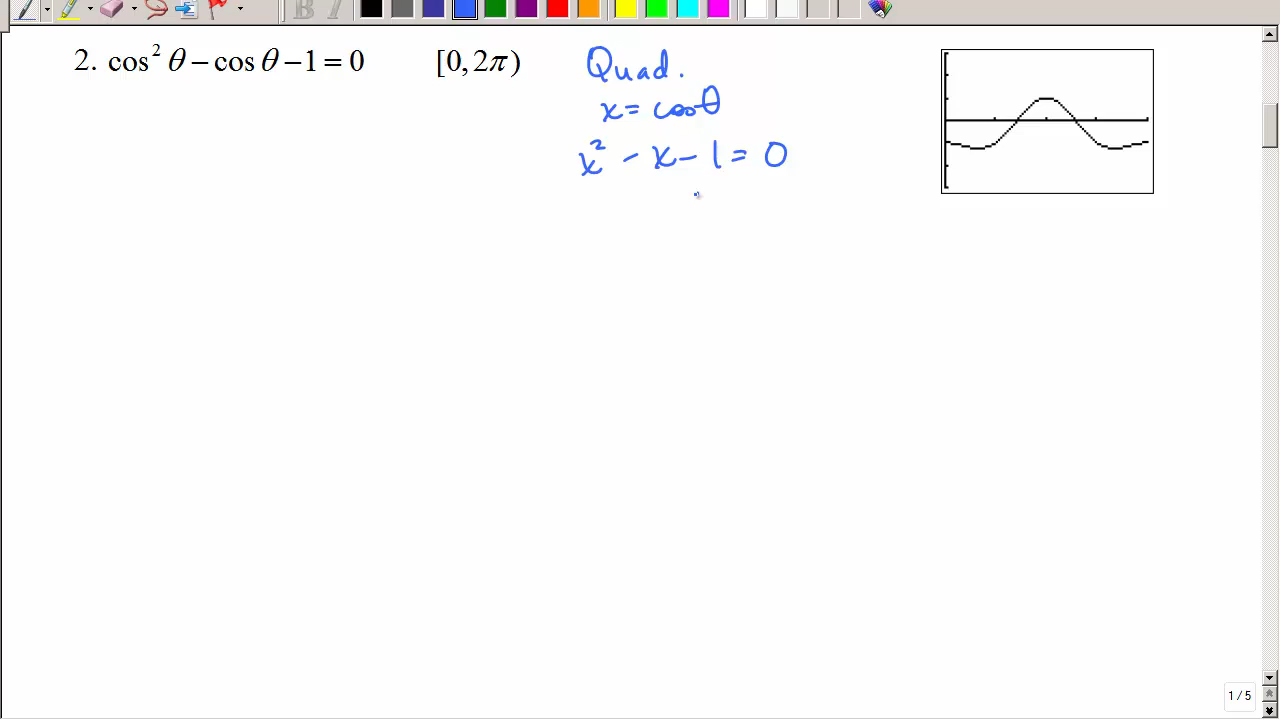 B I
2. cos² θ − cos θ − 1 = 0 [0, 2π)
Quad.
x = cos θ
x² − x − 1 = 0
1 / 5